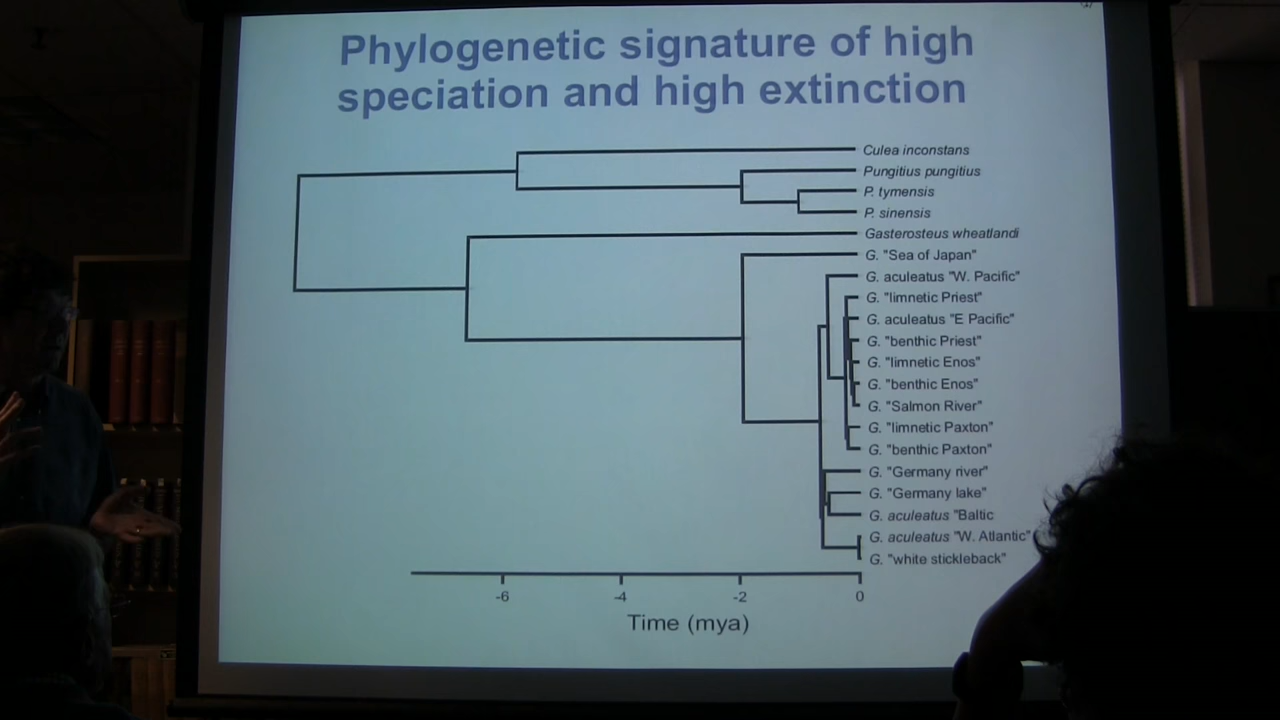 Phylogenetic signature of high
speciation and high extinction
Culea inconstans
Pungitius pungitius
P. tymensis
P. sinensis
Gasterosteus wheatlandi
G. "Sea of Japan"
G. aculeatus "W. Pacific"
G. "limnetic Priest"
G. aculeatus "E Pacific"
G. "benthic Priest"
G. "limnetic Enos"
G. "benthic Enos"
G. "Salmon River"
G. "limnetic Paxton"
G. "benthic Paxton"
G. "Germany river"
G. "Germany lake"
G. aculeatus "Baltic
G. aculeatus "W. Atlantic"
G. "white stickleback"
-6 -4 -2 0
Time (mya)